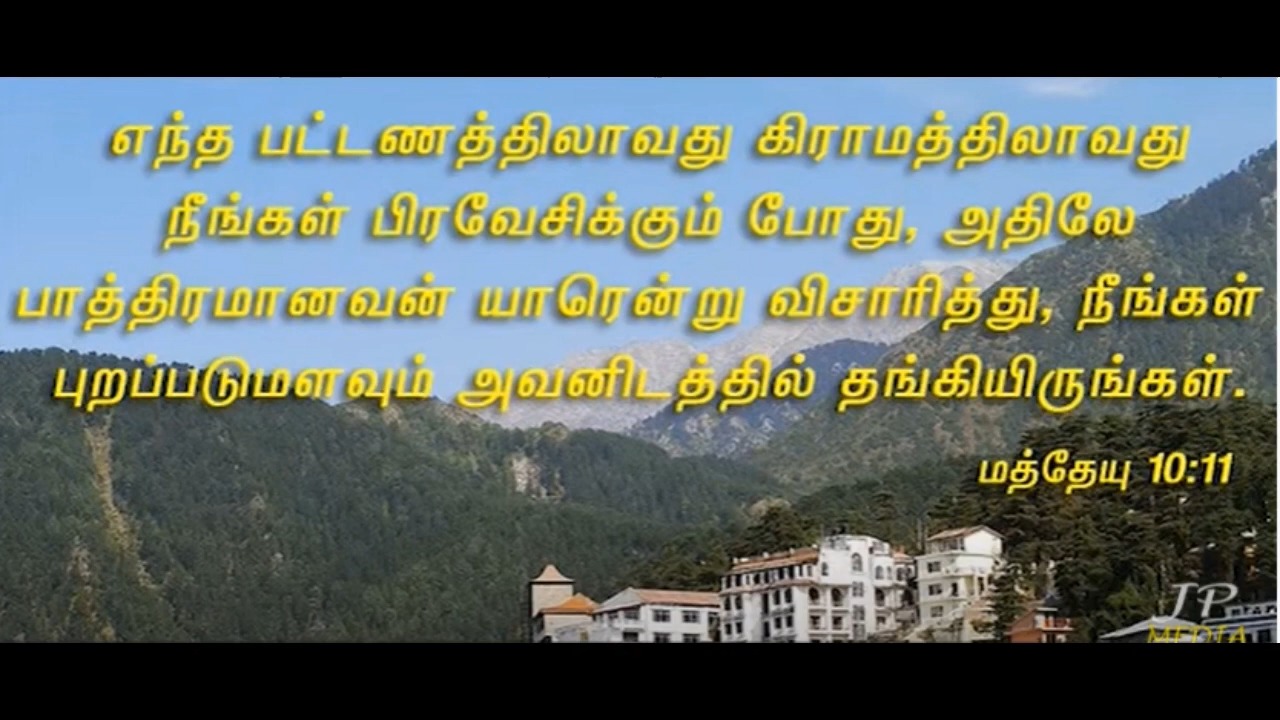 எந்த பட்டணத்திலாவது கிராமத்திலாவது
நீங்கள் பிரவேசிக்கும் போது, அதிலே
பாத்திரமானவன் யாரென்று விசாரித்து, நீங்கள்
புறப்படுமளவும் அவனிடத்தில் தங்கியிருங்கள்.
மத்தேயு 10:11
JP
MEDIA